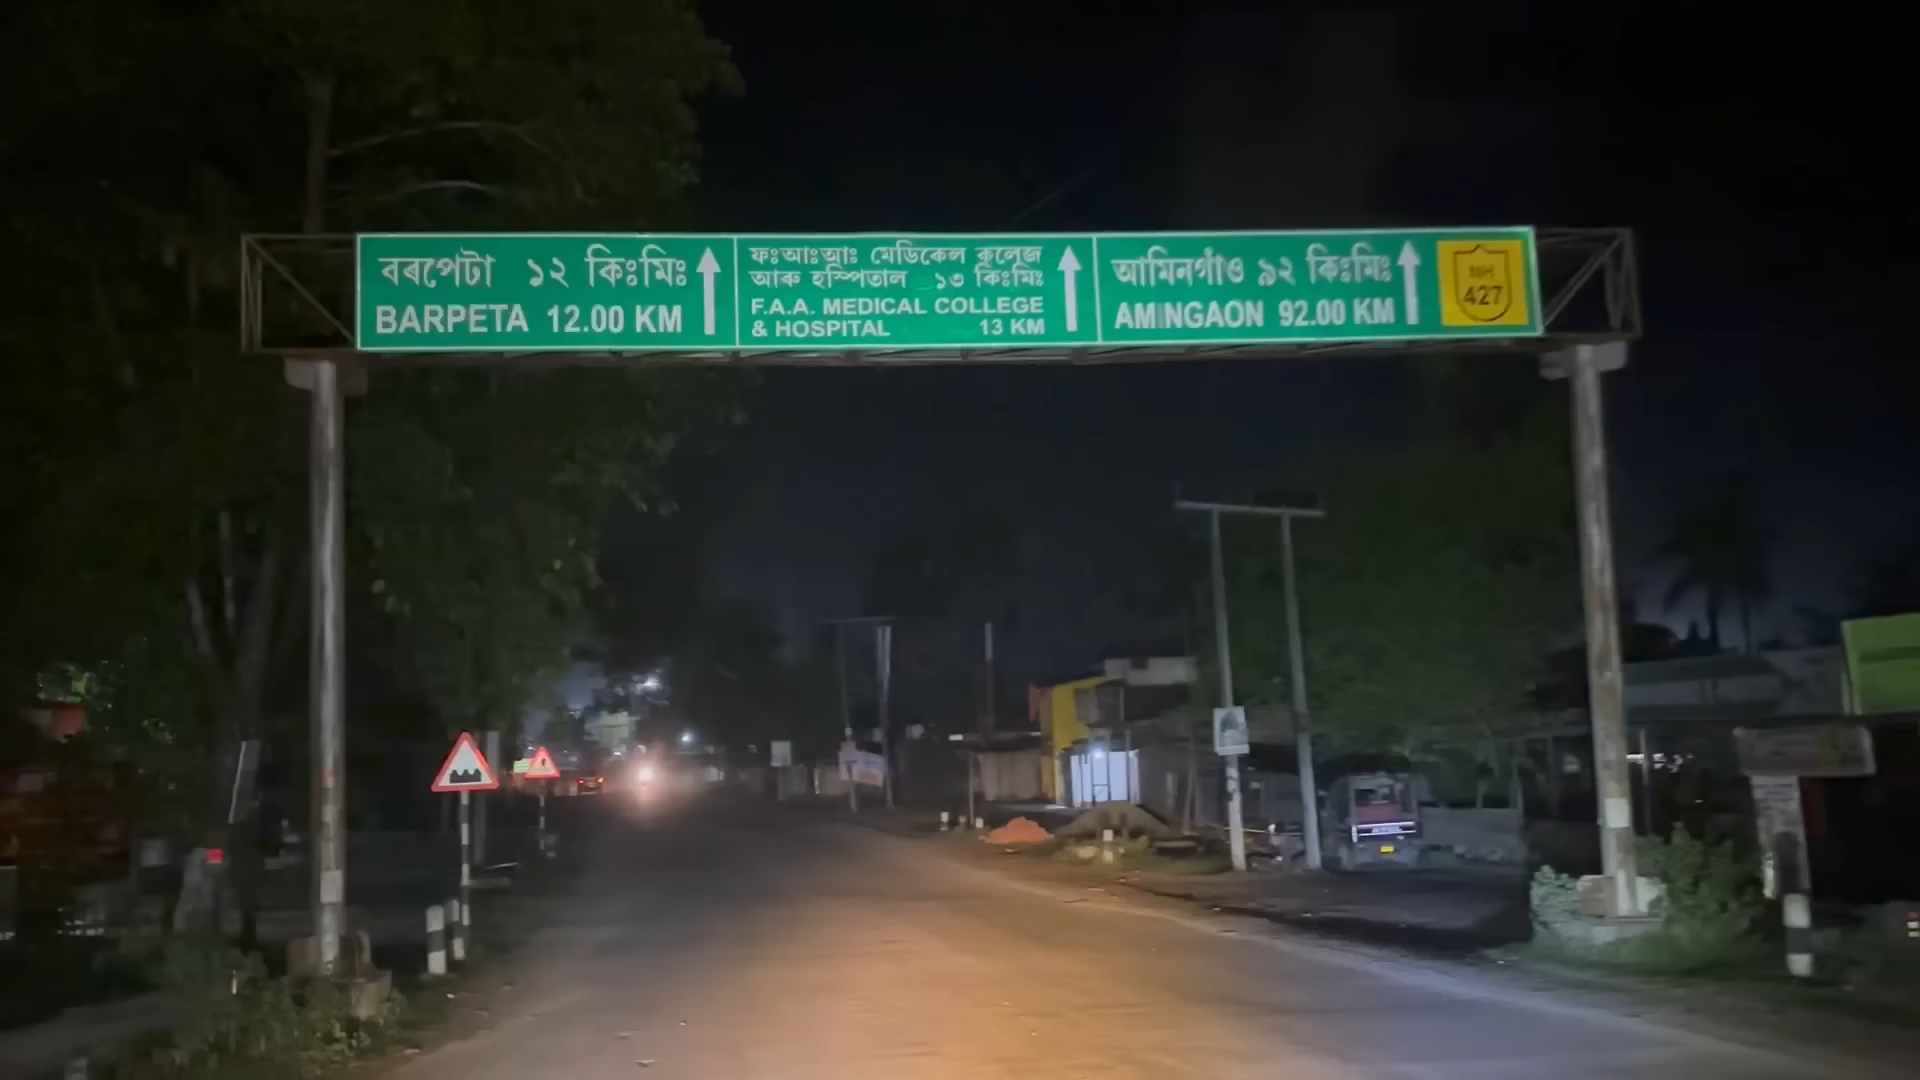 বৰপেটা ১২ কিঃমিঃ
BARPETA 12.00 KM
ফঃআঃআঃ মেডিকেল কলেজ
আৰু হস্পিতাল ১৩ কিঃমিঃ
F.A.A. MEDICAL COLLEGE
& HOSPITAL 13 KM
আমিনগাঁও ৯২ কিঃমিঃ
AMINGAON 92.00 KM
NH
427